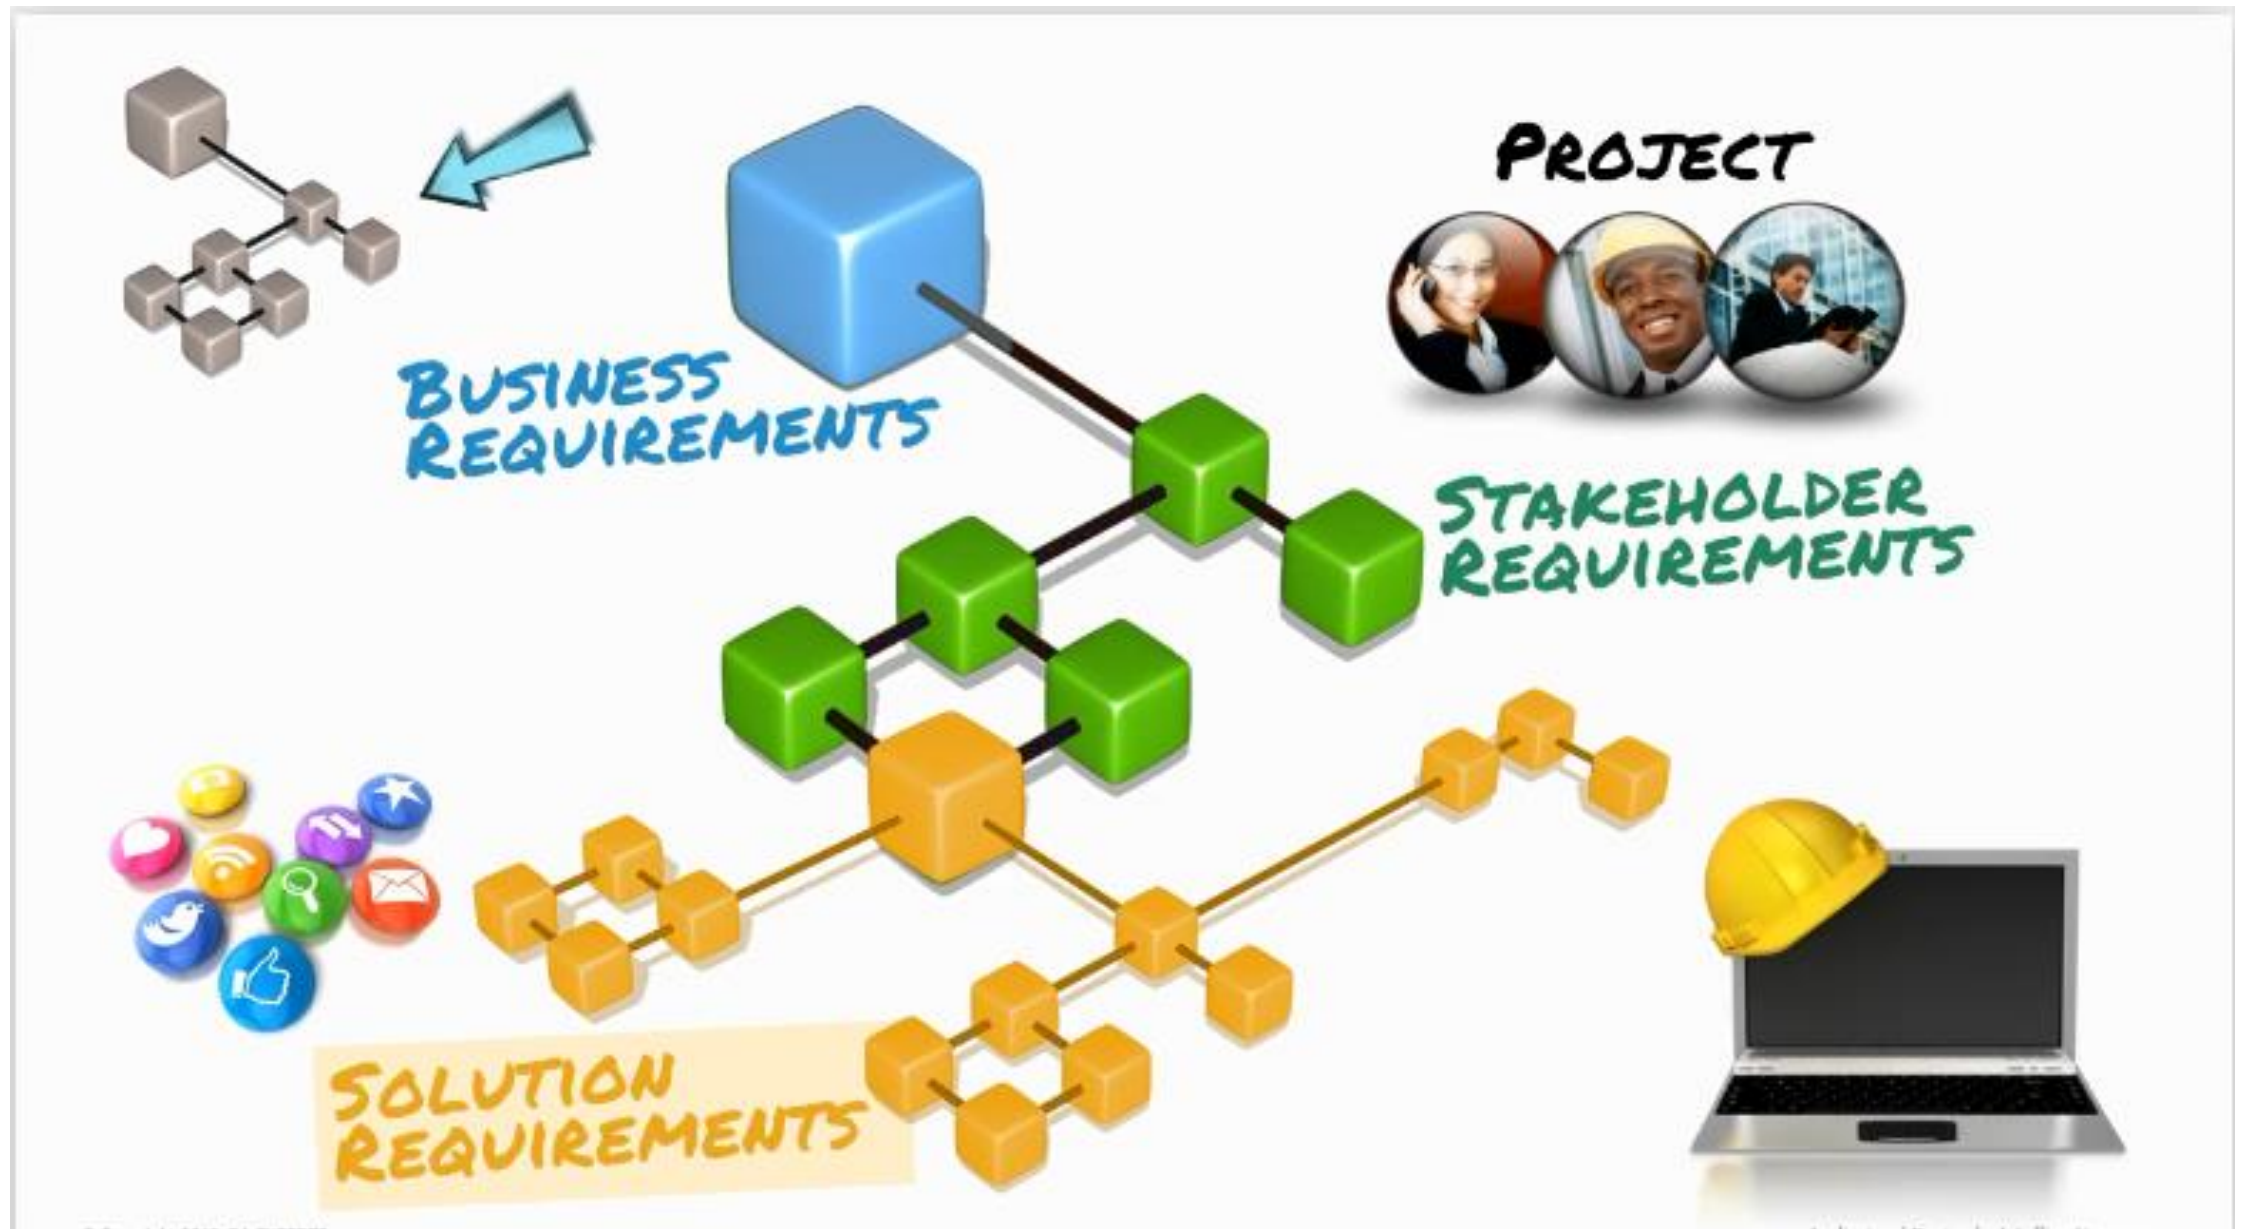 PROJECT
BUSINESS
REQUIREMENTS
STAKEHOLDER
REQUIREMENTS
SOLUTION
REQUIREMENTS